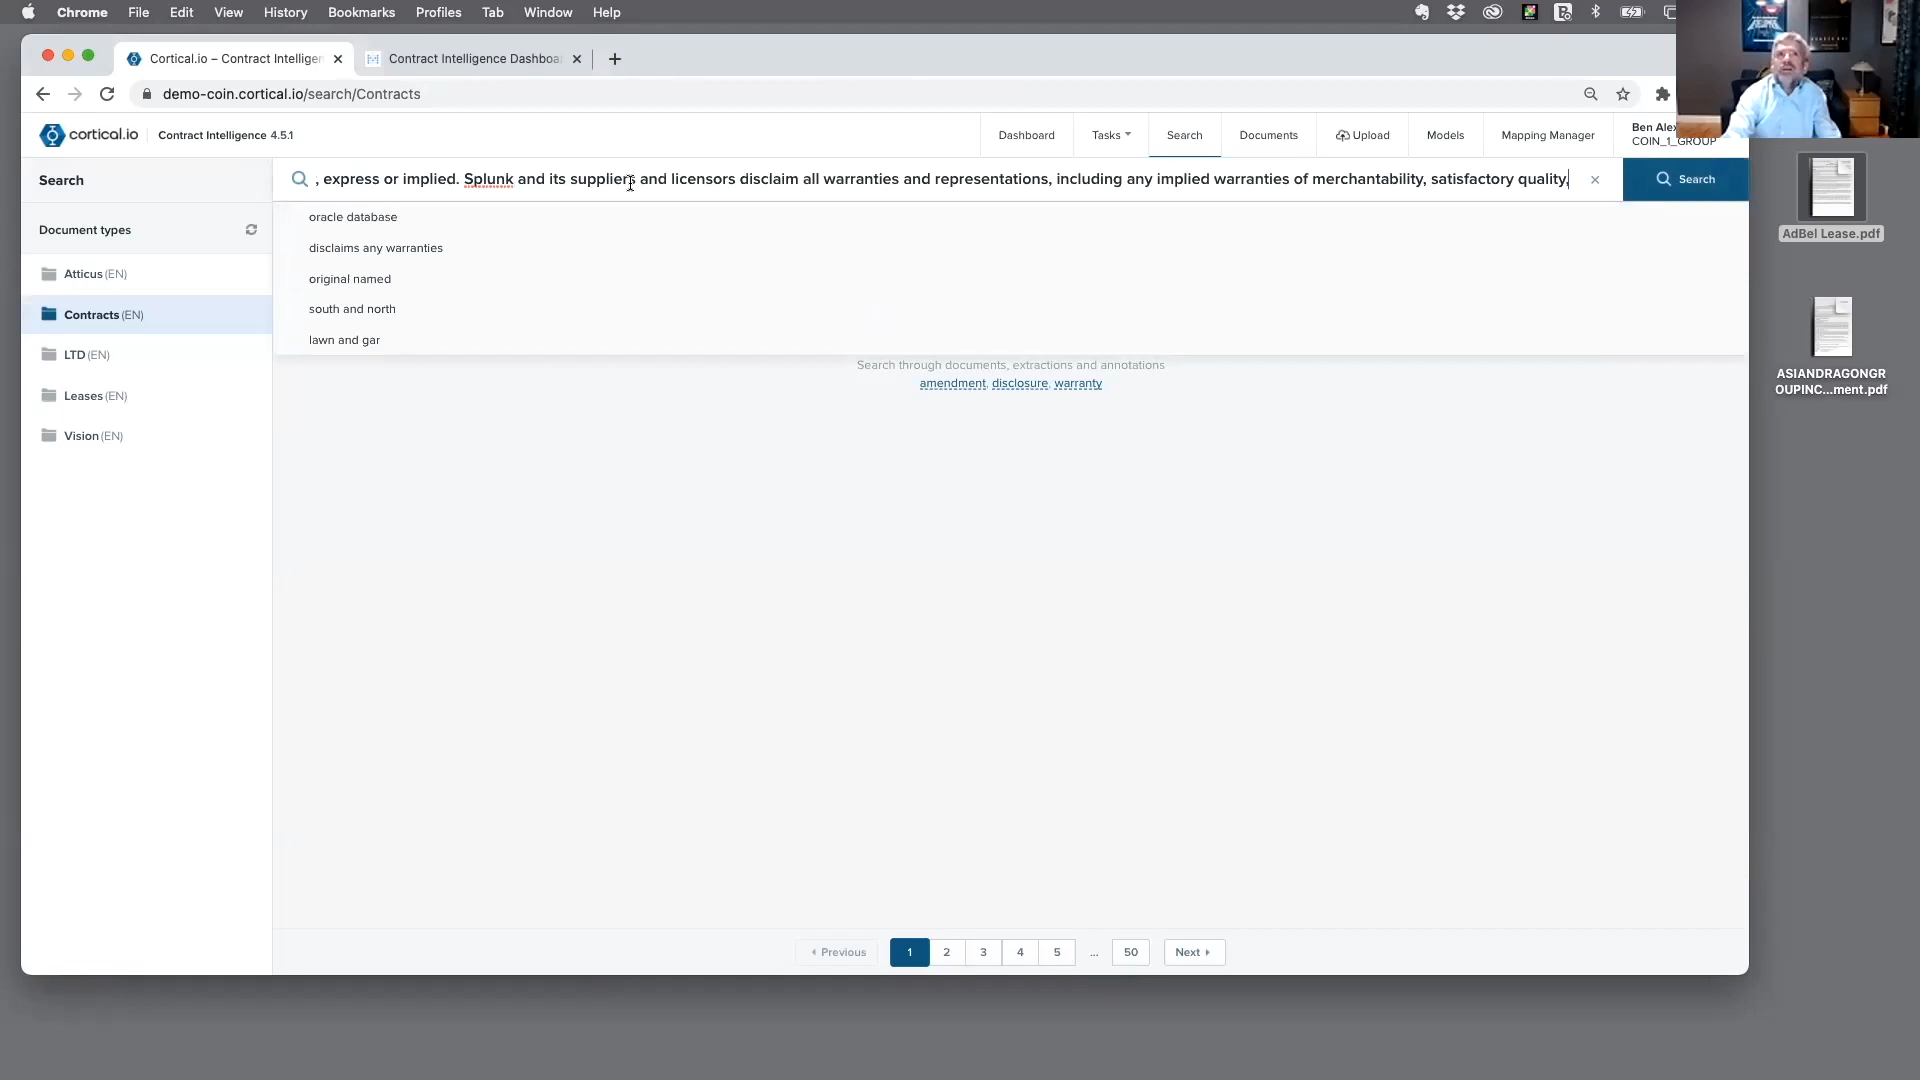 Chrome File Edit View History Bookmarks Profiles Tab Window Help
Cortical.io – Contract Intelligen
Contract Intelligence Dashboa
demo-coin.cortical.io/search/Contracts
cortical.io Contract Intelligence 4.5.1
Dashboard Tasks Search Documents Upload Models Mapping Manager
Ben Alex
COIN_1_GROUP
Search
, express or implied. Splunk and its suppliers and licensors disclaim all warranties and representations, including any implied warranties of merchantability, satisfactory quality,
Search
Document types
Atticus (EN)
Contracts (EN)
LTD (EN)
Leases (EN)
Vision (EN)
oracle database
disclaims any warranties
original named
south and north
lawn and gar
Search through documents, extractions and annotations
amendment, disclosure, warranty
Previous 1 2 3 4 5 ... 50 Next
AdBel Lease.pdf
ASIANDRAGONGR
OUPINC...ment.pdf